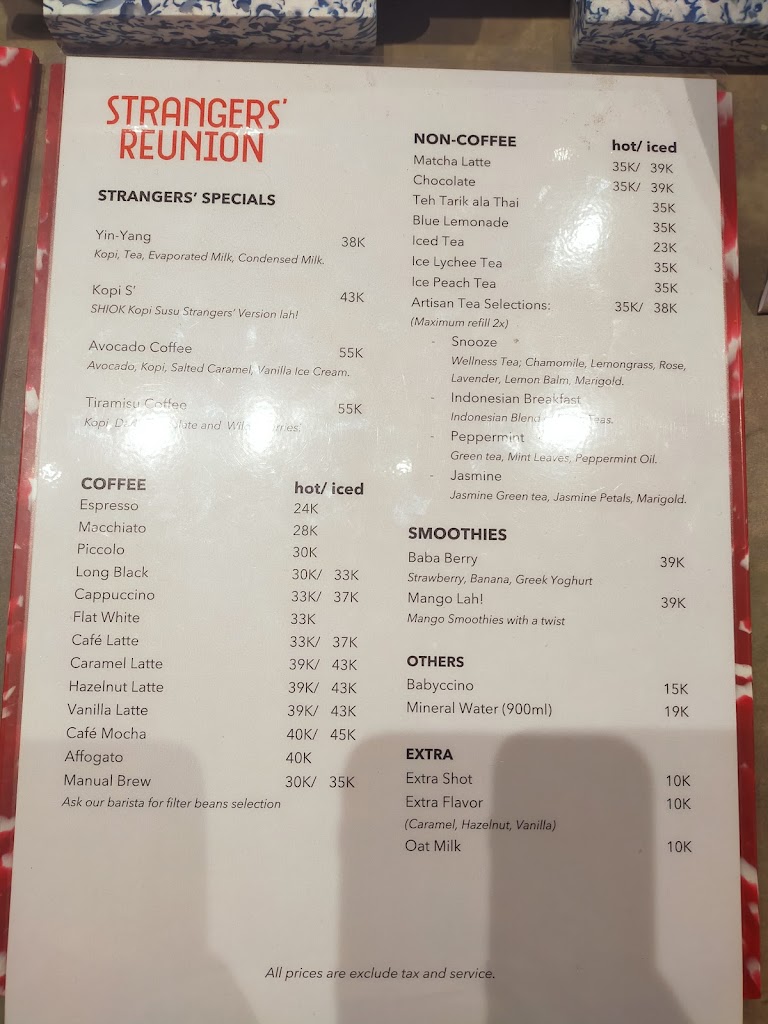 STRANGERS'
REUNION
STRANGERS' SPECIALS
Yin-Yang 38K
Kopi, Tea, Evaporated Milk, Condensed Milk.
Kopi S' 43K
SHIOK Kopi Susu Strangers' Version lah!
Avocado Coffee 55K
Avocado, Kopi, Salted Caramel, Vanilla Ice Cream.
Tiramisu Coffee 55K
Kopi, and
COFFEE hot/ iced
Espresso 24K
Macchiato 28K
Piccolo 30K
Long Black 30K/ 33K
Cappuccino 33K/ 37K
Flat White 33K
Café Latte 33K/ 37K
Caramel Latte 39K/ 43K
Hazelnut Latte 39K/ 43K
Vanilla Latte 39K/ 43K
Café Mocha 40K/ 45K
Affogato 40K
Manual Brew 30K/ 35K
Ask our barista for filter beans selection
NON-COFFEE hot/ iced
Matcha Latte 35K/ 39K
Chocolate 35K/ 39K
Teh Tarik ala Thai 35K
Blue Lemonade 35K
Iced Tea 23K
Ice Lychee Tea 35K
Ice Peach Tea 35K
Artisan Tea Selections: 35K/ 38K
(Maximum refill 2x)
- Snooze
Wellness Tea; Chamomile, Lemongrass, Rose,
Lavender, Lemon Balm, Marigold.
- Indonesian Breakfast
Indonesian Blend Teas.
- Peppermint
Green tea, Mint Leaves, Peppermint Oil.
- Jasmine
Jasmine Green tea, Jasmine Petals, Marigold.
SMOOTHIES
Baba Berry 39K
Strawberry, Banana, Greek Yoghurt
Mango Lah! 39K
Mango Smoothies with a twist
OTHERS
Babyccino 15K
Mineral Water (900ml) 19K
EXTRA
Extra Shot 10K
Extra Flavor 10K
(Caramel, Hazelnut, Vanilla)
Oat Milk 10K
All prices are exclude tax and service.